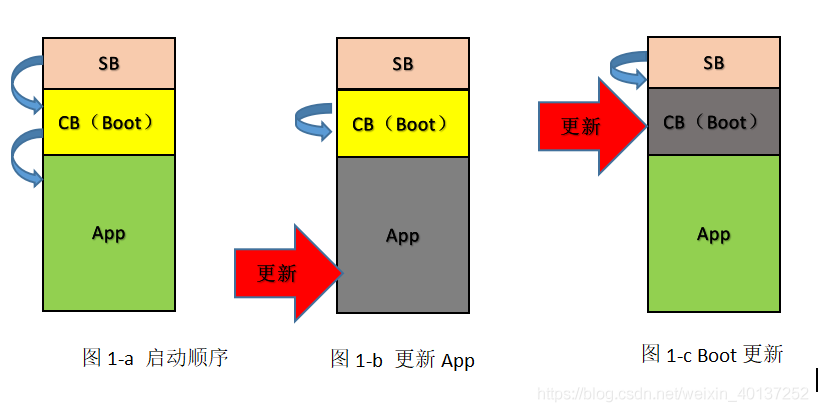 SB
CB（Boot）
App
图 1-a 启动顺序
SB
CB（Boot）
App
更新
图 1-b 更新 App
SB
CB（Boot）
App
更新
图 1-c Boot 更新
https://blog.csdn.net/weixin_40137252